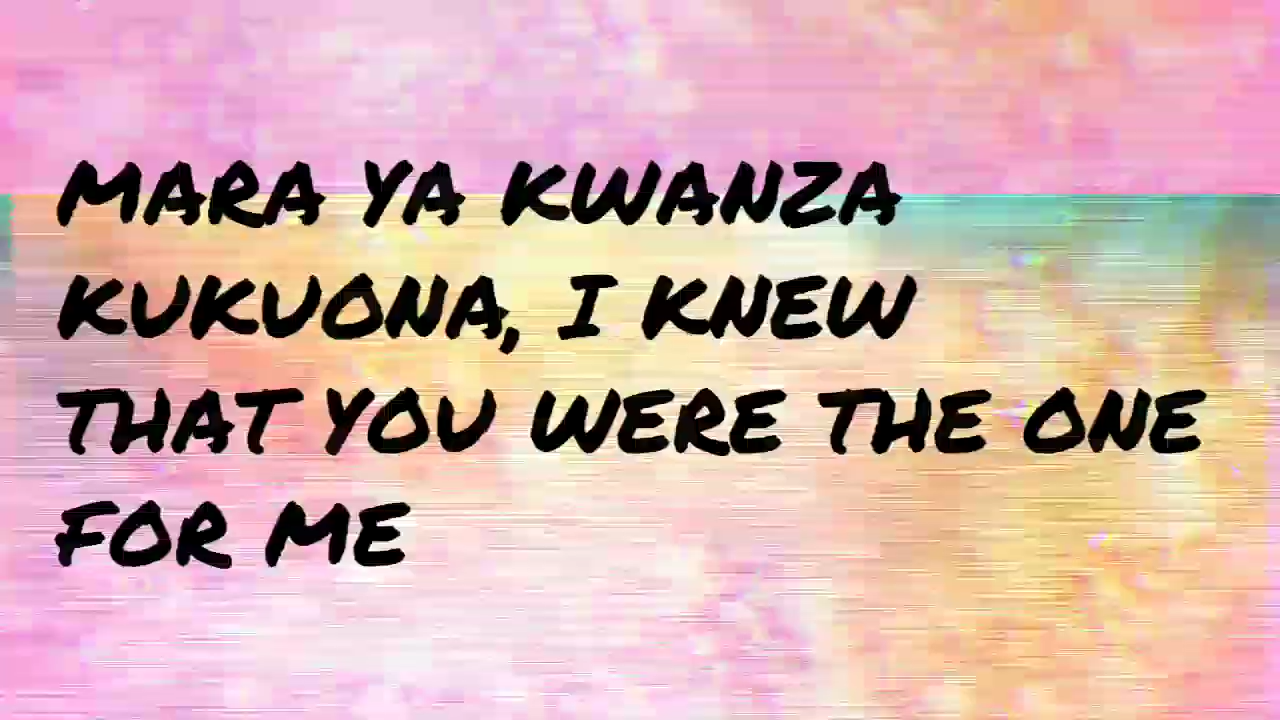 MARA YA KWANZA
KUKUONA, I KNEW
THAT YOU WERE THE ONE
FOR ME